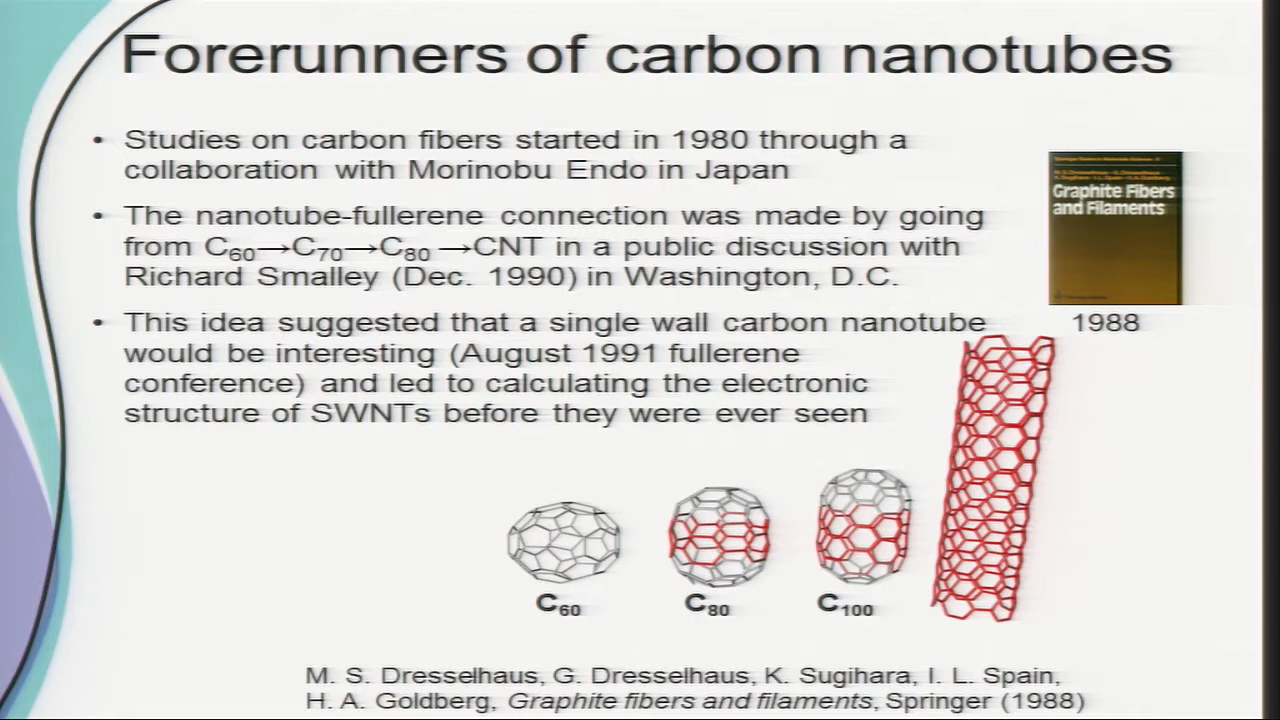 Forerunners of carbon nanotubes
• Studies on carbon fibers started in 1980 through a
collaboration with Morinobu Endo in Japan
• The nanotube-fullerene connection was made by going
from C60→C70→C80→CNT in a public discussion with
Richard Smalley (Dec. 1990) in Washington, D.C.
• This idea suggested that a single wall carbon nanotube
would be interesting (August 1991 fullerene
conference) and led to calculating the electronic
structure of SWNTs before they were ever seen
Graphite Fibers
and Filaments
1988
C60
C80
C100
M. S. Dresselhaus, G. Dresselhaus, K. Sugihara, I. L. Spain,
H. A. Goldberg, Graphite fibers and filaments, Springer (1988)